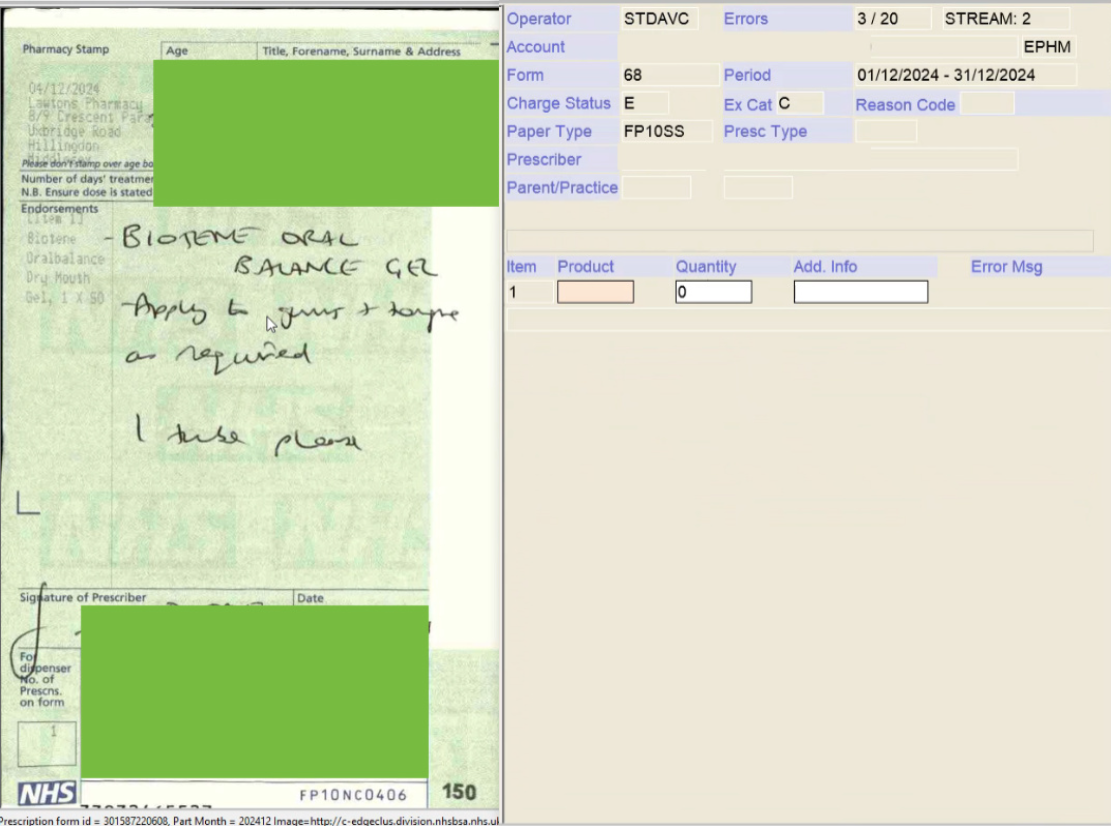 Pharmacy Stamp
Age
Title, Forename, Surname & Address
04/12/2024
Lawtons Pharmacy
8/9 Crescent Para
Uxbridge Road
Hillingdon
Please don't stamp over age bo
Number of days' treatmen
N.B. Ensure dose is stated
Endorsements
[Item 1]
Biotene
Oralbalance
Dry Mouth
Gel, 1 X 50
- BIOTENE ORAL
BALANCE GEL
- Apply to gums + tongue
as required
1 tube please
Signature of Prescriber
Date
For
dispenser
No. of
Prescns.
on form
1
NHS
FP10NC0406
150
Prescription form id = 301587220608, Part Month = 202412 Image=http://c-edgeclus.division.nhsbsa.nhs.uk
Operator STDAVC Errors 3 / 20 STREAM: 2
Account EPHM
Form 68 Period 01/12/2024 - 31/12/2024
Charge Status E Ex Cat C Reason Code
Paper Type FP10SS Presc Type
Prescriber
Parent/Practice
Item Product Quantity Add. Info Error Msg
1 0